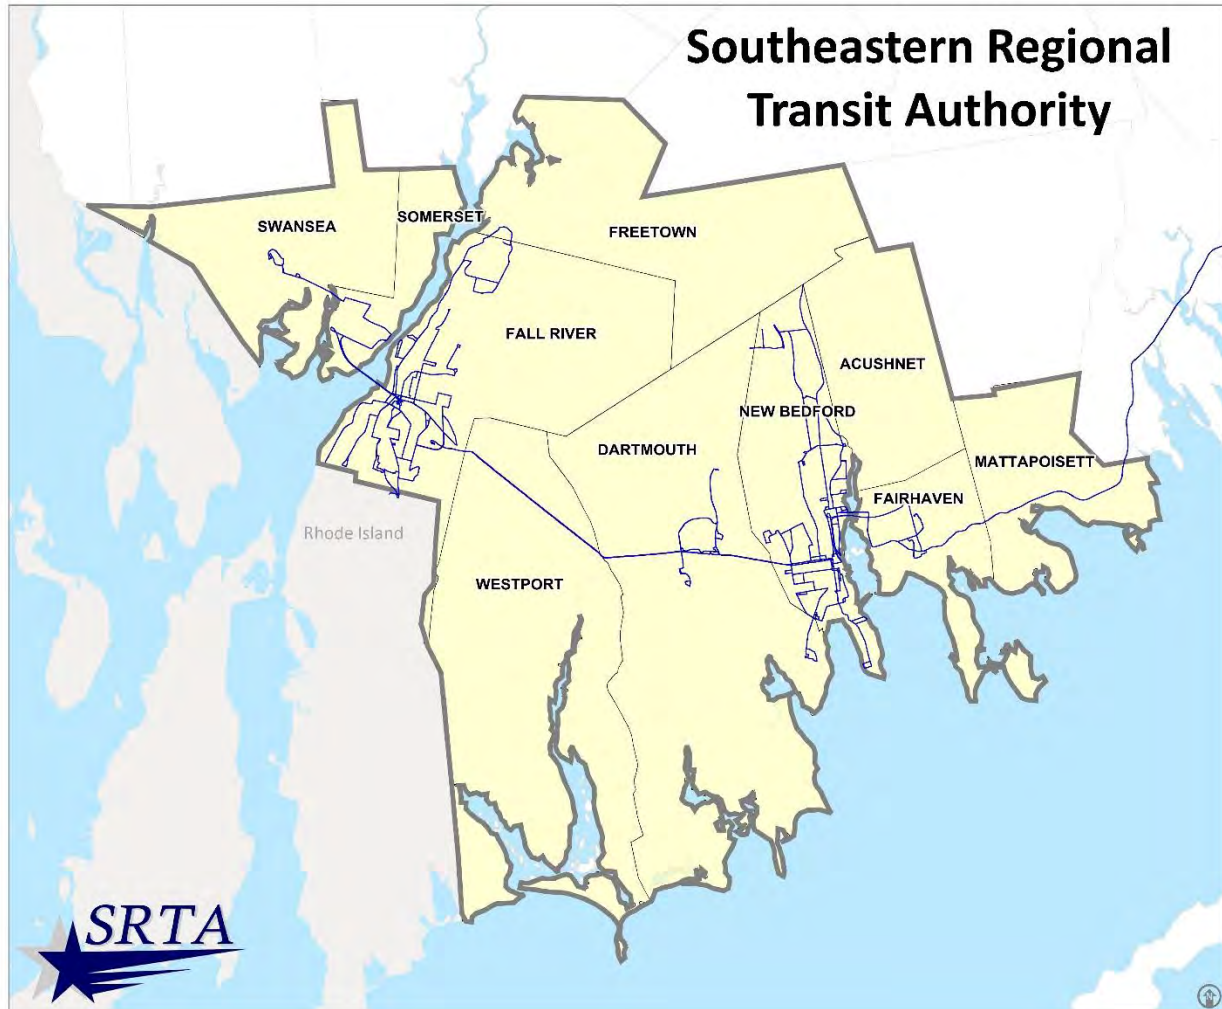 Southeastern Regional
Transit Authority
SWANSEA
SOMERSET
FREETOWN
FALL RIVER
ACUSHNET
NEW BEDFORD
DARTMOUTH
MATTAPOISETT
FAIRHAVEN
Rhode Island
WESTPORT
SRTA